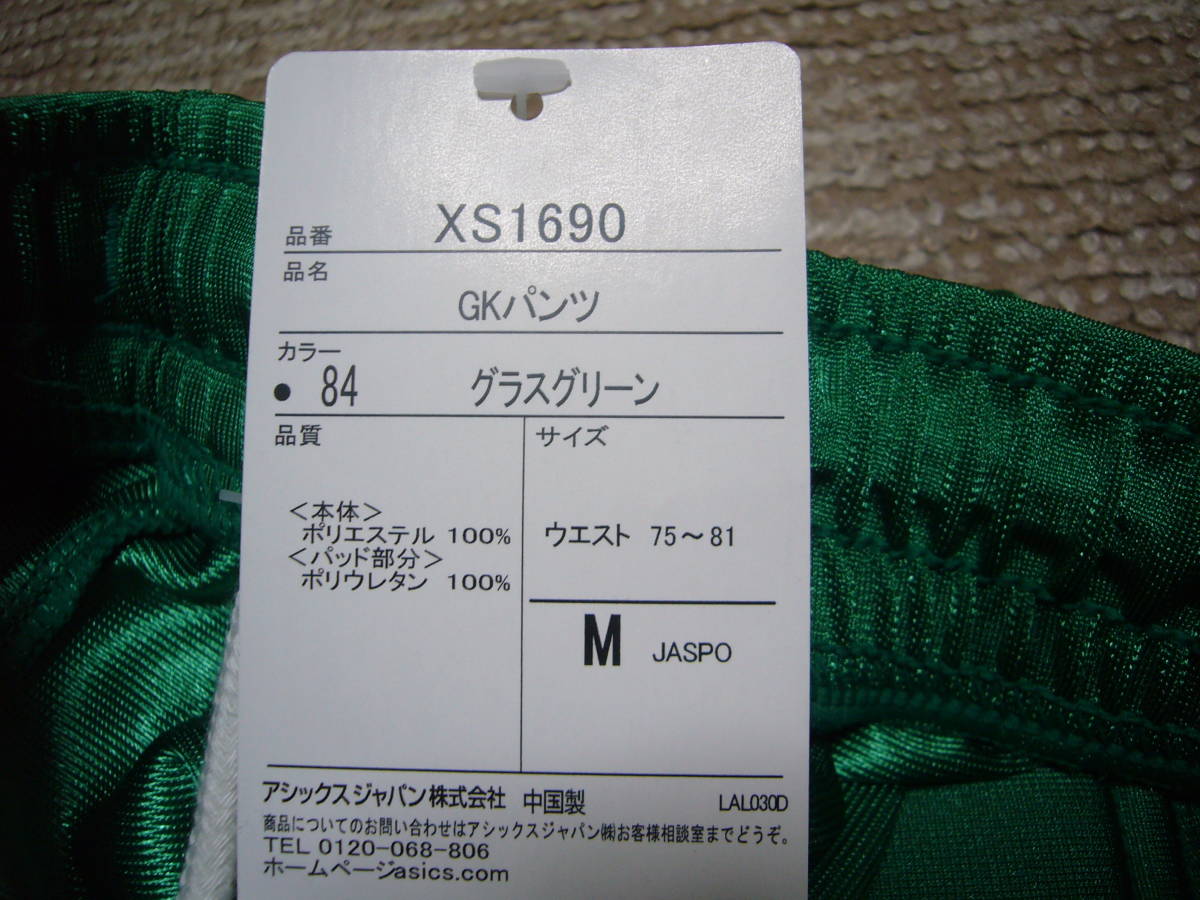 品番 XS1690
品名
GKパンツ
カラー
● 84 グラスグリーン
品質
<本体>
ポリエステル 100%
<パッド部分>
ポリウレタン 100%
サイズ
ウエスト 75〜81
M JASPO
アシックスジャパン株式会社 中国製 LAL030D
商品についてのお問い合わせはアシックスジャパン㈱お客様相談室までどうぞ。
TEL 0120-068-806
ホームページasics.com